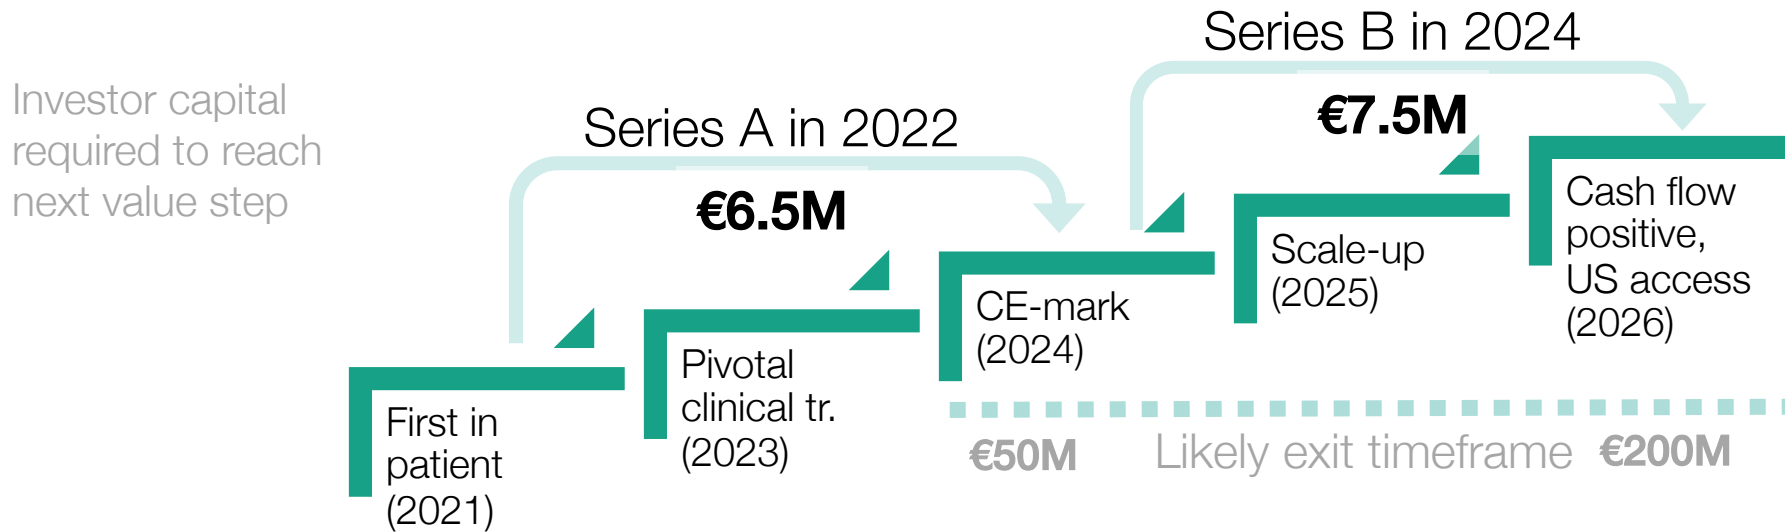 Investor capital
required to reach
next value step
Series A in 2022
€6.5M
Series B in 2024
€7.5M
First in
patient
(2021)
Pivotal
clinical tr.
(2023)
CE-mark
(2024)
Scale-up
(2025)
Cash flow
positive,
US access
(2026)
€50M Likely exit timeframe €200M